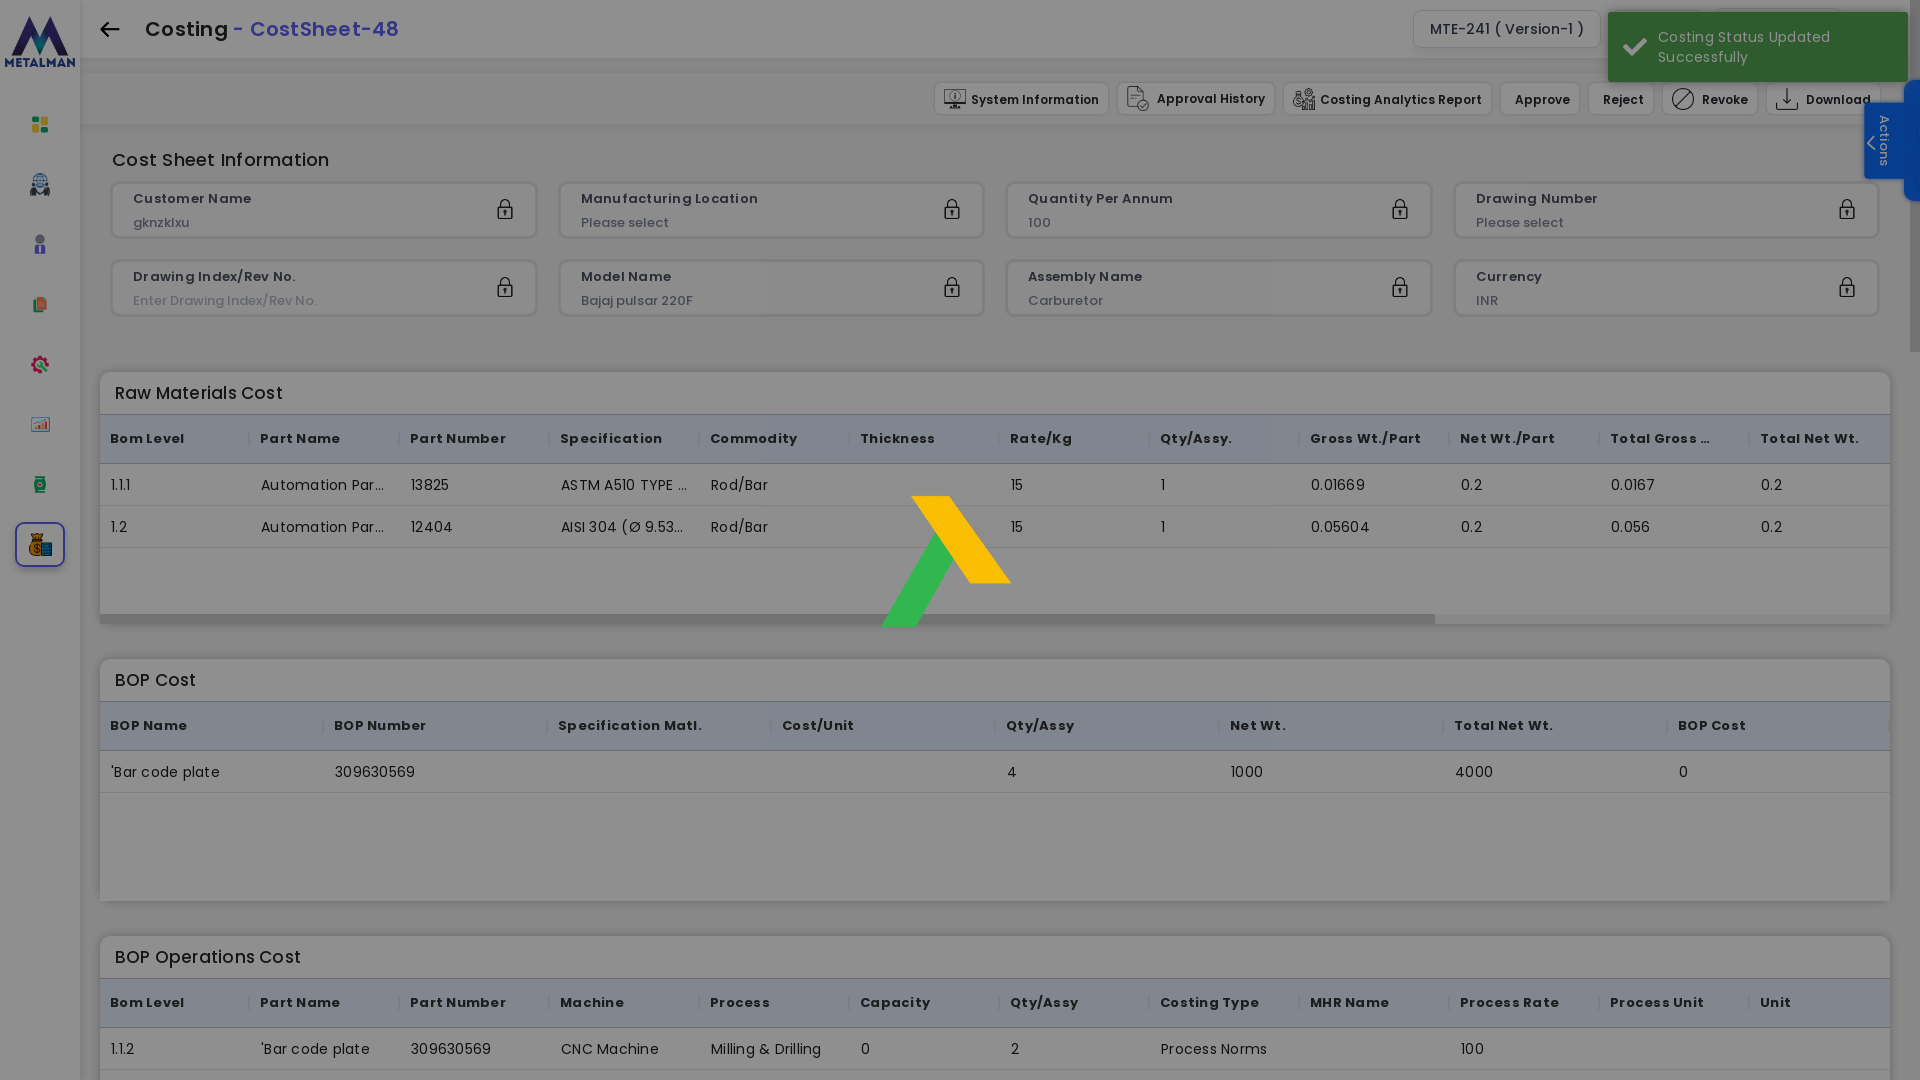 METALMAN
Costing - CostSheet-48
MTE-241 ( Version-1 )
Costing Status Updated
Successfully
System Information
Approval History
Costing Analytics Report
Approve
Reject
Revoke
Download
Actions
Cost Sheet Information
Customer Name
gknzklxu
Manufacturing Location
Please select
Quantity Per Annum
100
Drawing Number
Please select
Drawing Index/Rev No.
Enter Drawing Index/Rev No.
Model Name
Bajaj pulsar 220F
Assembly Name
Carburetor
Currency
INR
Raw Materials Cost
Bom Level Part Name Part Number Specification Commodity Thickness Rate/Kg Qty/Assy. Gross Wt./Part Net Wt./Part Total Gross ... Total Net Wt.
1.1.1 Automation Par... 13825 ASTM A510 TYPE ... Rod/Bar 15 1 0.01669 0.2 0.0167 0.2
1.2 Automation Par... 12404 AISI 304 (Ø 9.53... Rod/Bar 15 1 0.05604 0.2 0.056 0.2
BOP Cost
BOP Name BOP Number Specification Matl. Cost/Unit Qty/Assy Net Wt. Total Net Wt. BOP Cost
'Bar code plate 309630569 4 1000 4000 0
BOP Operations Cost
Bom Level Part Name Part Number Machine Process Capacity Qty/Assy Costing Type MHR Name Process Rate Process Unit Unit
1.1.2 'Bar code plate 309630569 CNC Machine Milling & Drilling 0 2 Process Norms 100